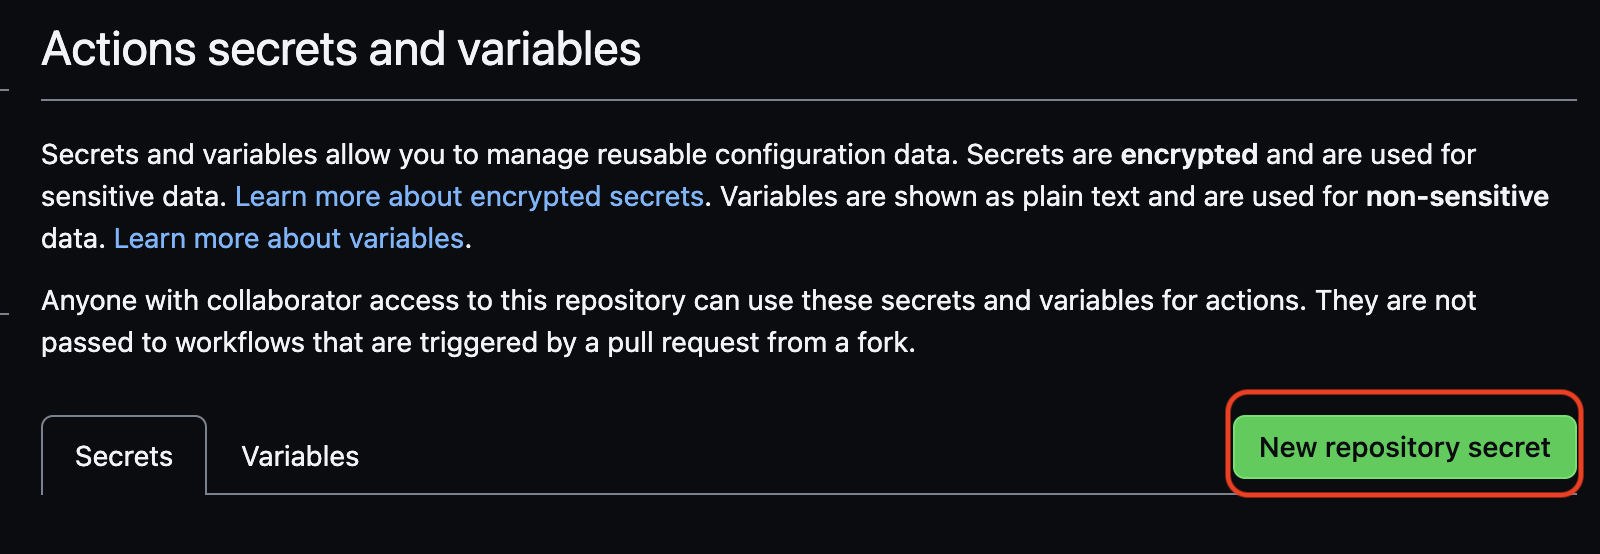 Actions secrets and variables
Secrets and variables allow you to manage reusable configuration data. Secrets are encrypted and are used for
sensitive data. Learn more about encrypted secrets. Variables are shown as plain text and are used for non-sensitive
data. Learn more about variables.
Anyone with collaborator access to this repository can use these secrets and variables for actions. They are not
passed to workflows that are triggered by a pull request from a fork.
Secrets
Variables
New repository secret